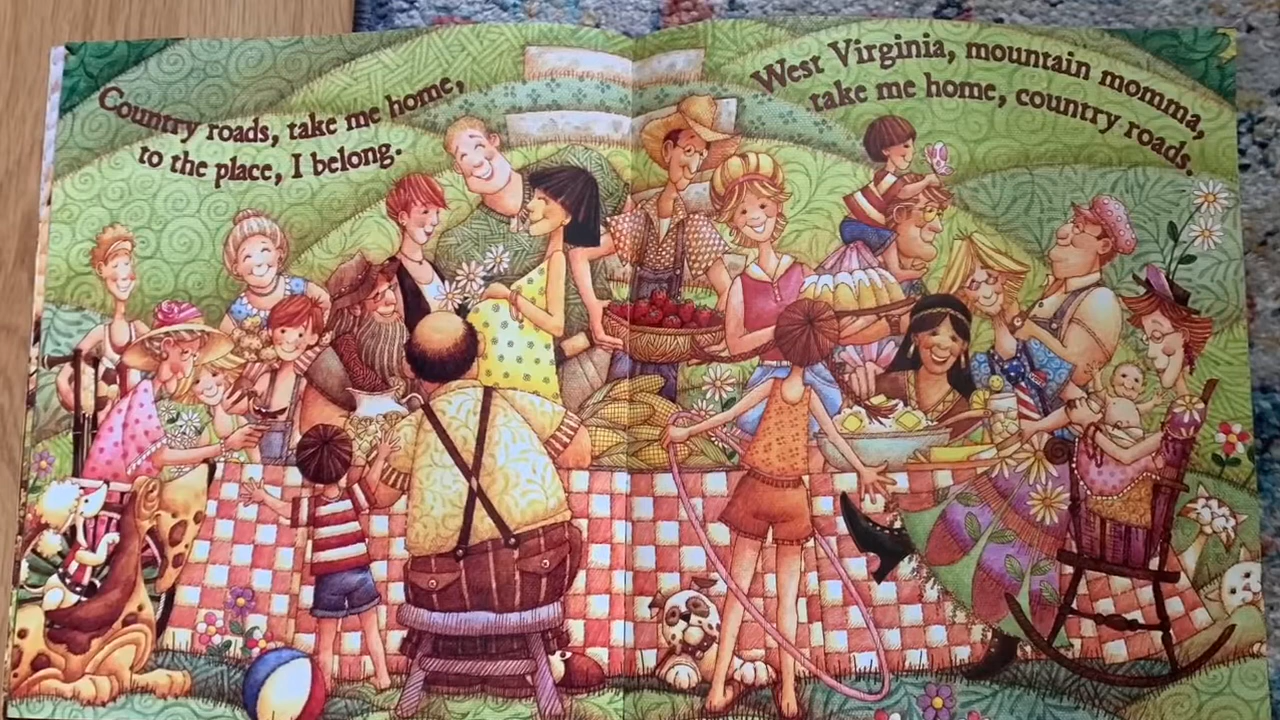 Country roads, take me home,
to the place, I belong.
West Virginia, mountain momma,
take me home, country roads.